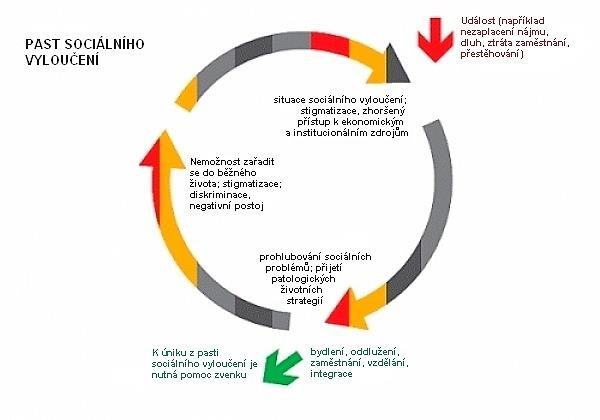 PAST SOCIÁLNÍHO
VYLOUČENÍ
Událost (například
nezaplacení nájmu,
dluh, ztráta zaměstnání,
přestěhování)
situace sociálního vyloučení;
stigmatizace, zhoršený
přístup k ekonomickým
a institucionálním zdrojům
Nemožnost zařadit
se do běžného
života; stigmatizace;
diskriminace,
negativní postoj
prohlubování sociálních
problémů; přijetí
patologických
životních
strategií
K úniku z pasti
sociálního vyloučení je
nutná pomoc zvenku
bydlení, oddlužení,
zaměstnání, vzdělání,
integrace